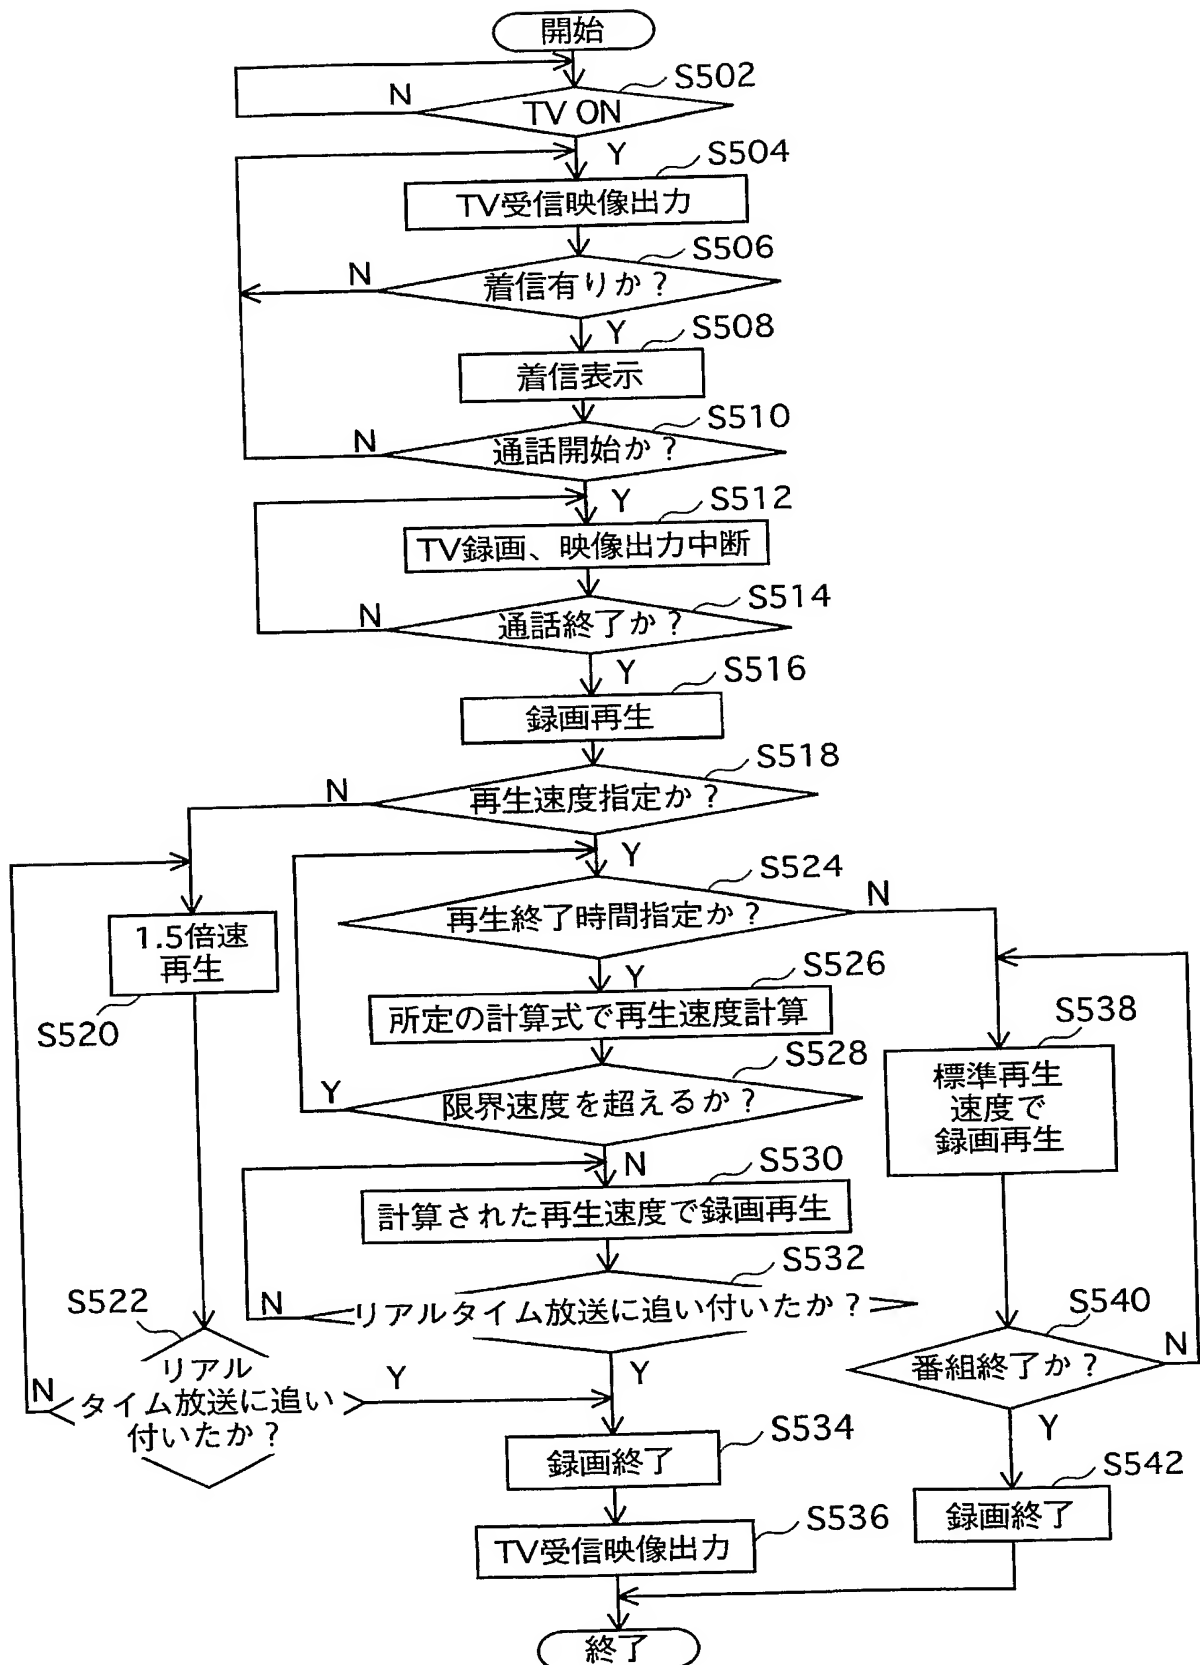 開始
S502
N
TV ON
Y
S504
TV受信映像出力
S506
N
着信有りか？
Y
S508
着信表示
S510
N
通話開始か？
Y
S512
TV録画、映像出力中断
S514
N
通話終了か？
Y
S516
録画再生
S518
N
再生速度指定か？
Y
S524
N
再生終了時間指定か？
1.5倍速
再生
S520
Y
S526
所定の計算式で再生速度計算
S528
Y
限界速度を超えるか？
S538
標準再生
速度で
録画再生
N
S530
計算された再生速度で録画再生
S532
N
リアルタイム放送に追い付いたか？
S522
リアル
タイム放送に追い
付いたか？
N
Y
Y
S540
番組終了か？
N
Y
S534
録画終了
S542
録画終了
S536
TV受信映像出力
終了